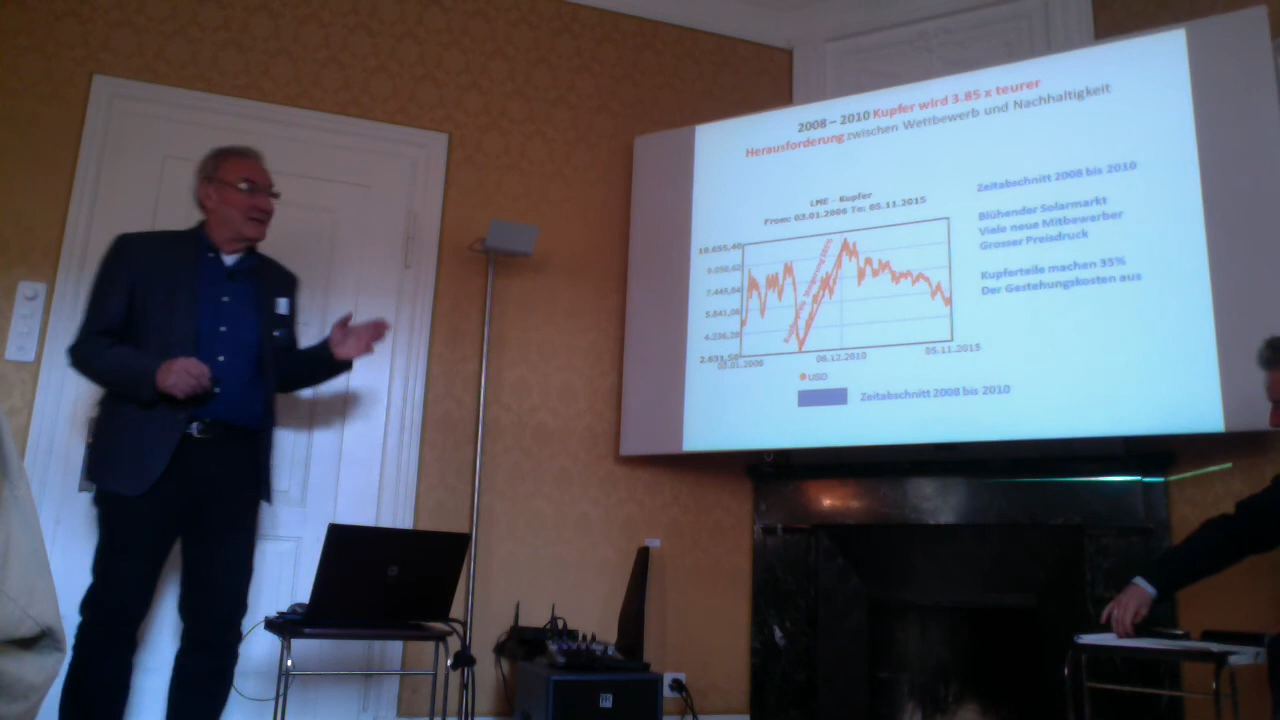 2008 – 2010 Kupfer wird 3.85 x teurer
Herausforderung zwischen Wettbewerb und Nachhaltigkeit
LME - Kupfer
From: 03.01.2006 To: 05.11.2015
10.655,40
9.050,62
7.445,84
5.841,06
4.236,28
2.631,50
03.01.2006
06.12.2010
05.11.2015
USD
Zeitabschnitt 2008 bis 2010
Zeitabschnitt 2008 bis 2010
Blühender Solarmarkt
Viele neue Mitbewerber
Grosser Preisdruck
Kupferteile machen 35%
Der Gestehungskosten aus
hp